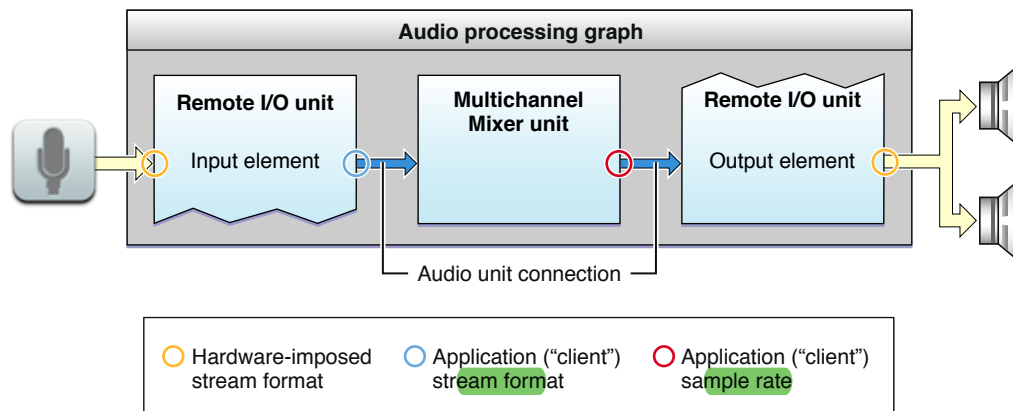 Audio processing graph
Remote I/O unit
Input element
Multichannel
Mixer unit
Remote I/O unit
Output element
Audio unit connection
Hardware-imposed
stream format
Application (“client”)
stream format
Application (“client”)
sample rate